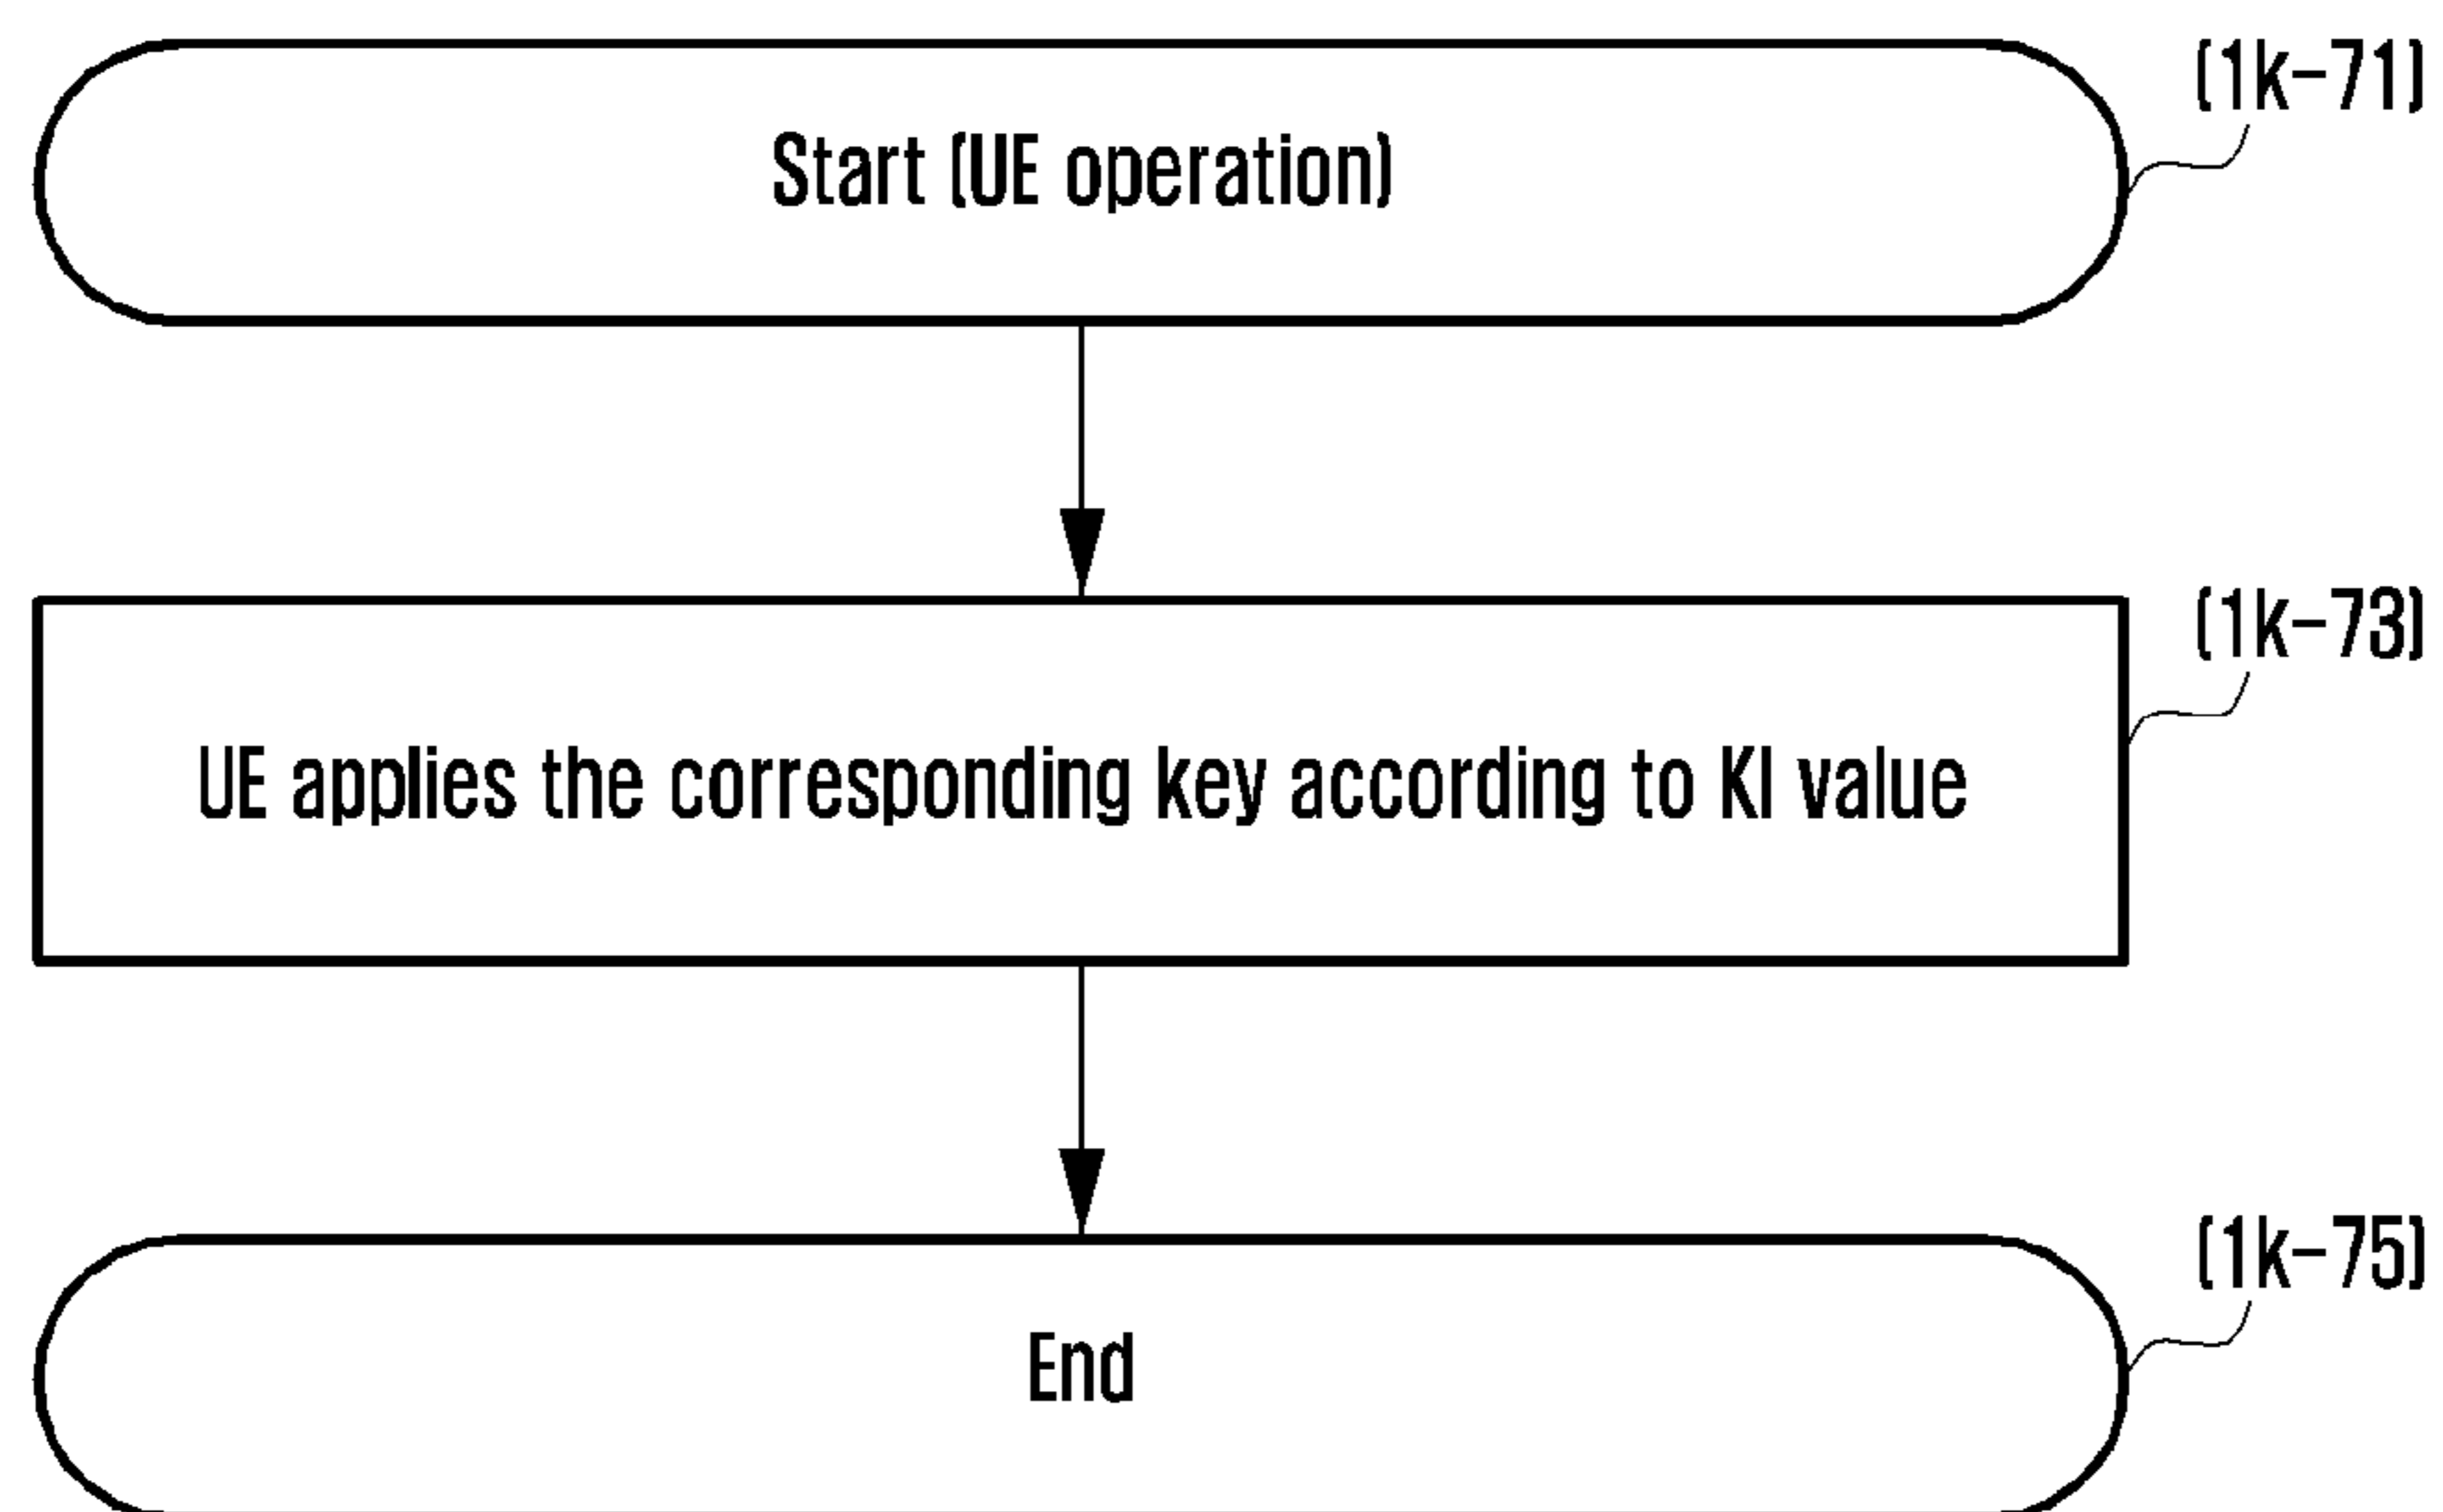 (1k-71)
Start (UE operation)
(1k-73)
UE applies the corresponding key according to KI value
(1k-75)
End